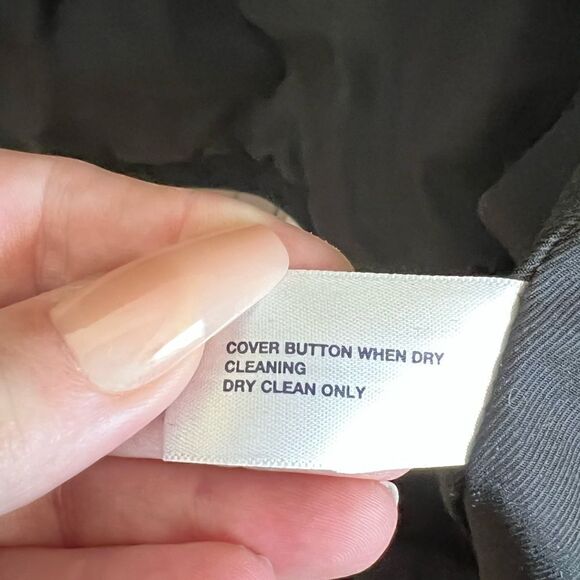 COVER BUTTON WHEN DRY
CLEANING
DRY CLEAN ONLY